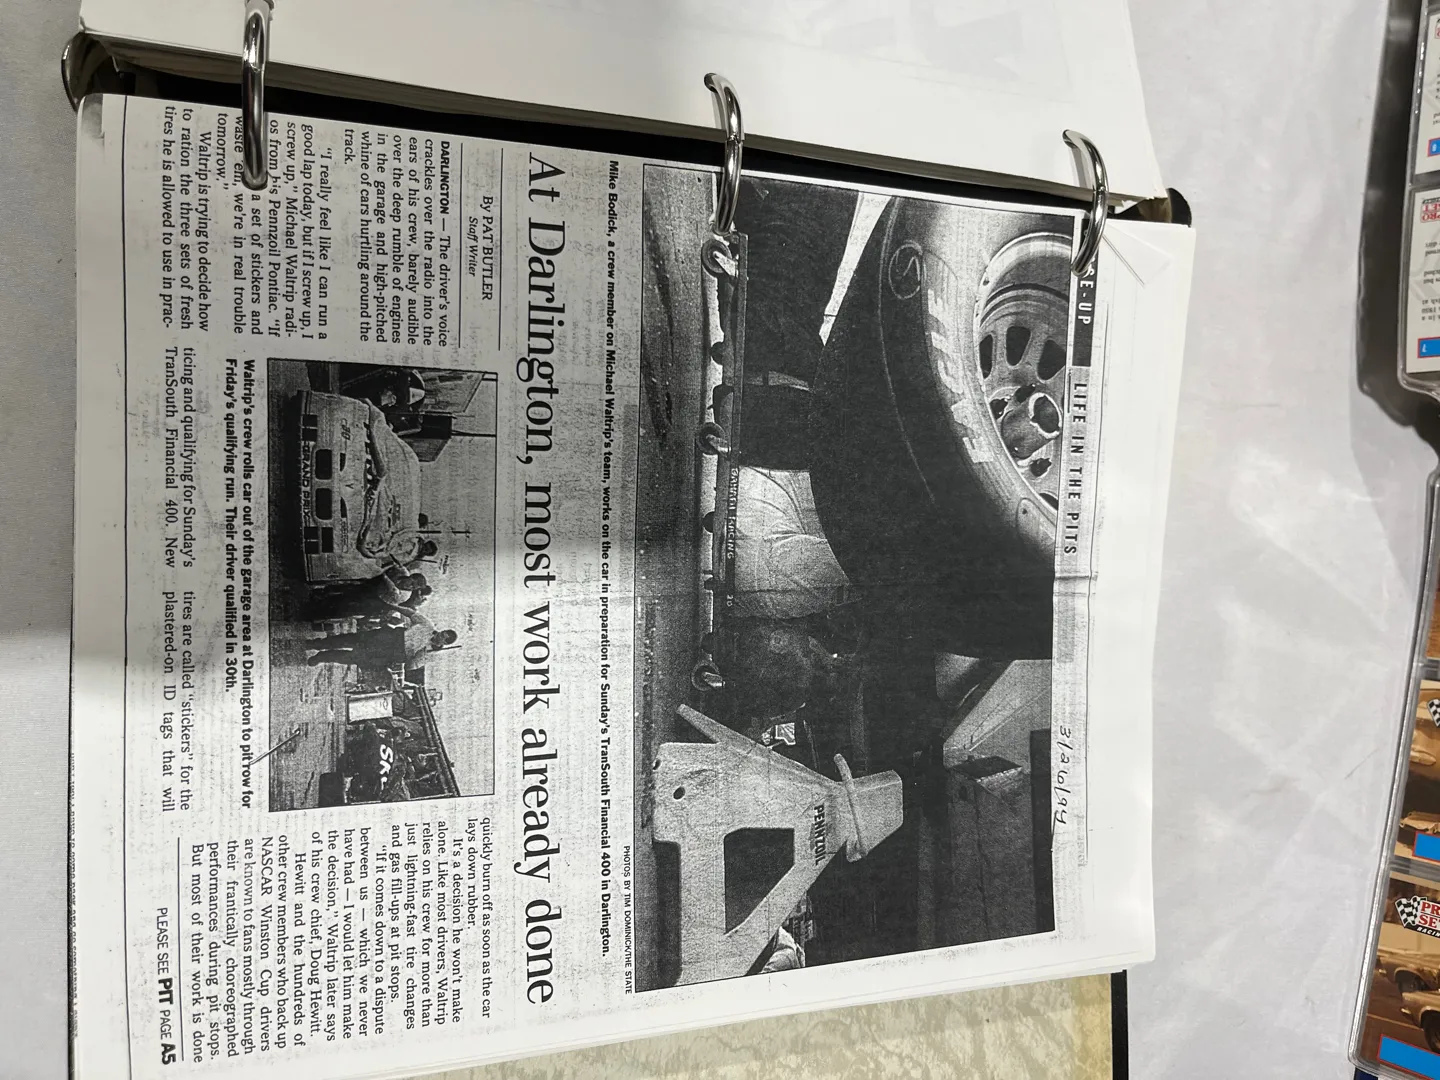 SE-UP LIFE IN THE PITS
3/26/94
PENNZOIL
BAHARI RACING 30
PHOTOS BY TIM DOMINICK/THE STATE
Mike Bodick, a crew member on Michael Waltrip's team, works on the car in preparation for Sunday's TranSouth Financial 400 in Darlington.
At Darlington, most work already done
By PAT BUTLER
Staff Writer
DARLINGTON — The driver's voice
crackles over the radio into the
ears of his crew, barely audible
over the deep rumble of engines
in the garage and high-pitched
whine of cars hurtling around the
track.
"I really feel like I can run a
good lap today, but if I screw up, I
screw up," Michael Waltrip radi-
os from his Pennzoil Pontiac. "If
a set of stickers and
waste 'em, we're in real trouble
tomorrow."
Waltrip is trying to decide how
to ration the three sets of fresh
tires he is allowed to use in prac-
GRAND PRIX
Waltrip's crew rolls car out of the garage area at Darlington to pit row for
Friday's qualifying run. Their driver qualified in 30th.
ticing and qualifying for Sunday's
TranSouth Financial 400. New
tires are called "stickers" for the
plastered-on ID tags that will
quickly burn off as soon as the car
lays down rubber.
It's a decision he won't make
alone. Like most drivers, Waltrip
relies on his crew for more than
just lightning-fast tire changes
and gas fill-ups at pit stops.
"If it comes down to a dispute
between us — which we never
have had — I would let him make
the decision," Waltrip later says
of his crew chief, Doug Hewitt.
Hewitt and the hundreds of
other crew members who back up
NASCAR Winston Cup drivers
are known to fans mostly through
their frantically choreographed
performances during pit stops.
But most of their work is done
PLEASE SEE PIT PAGE A5